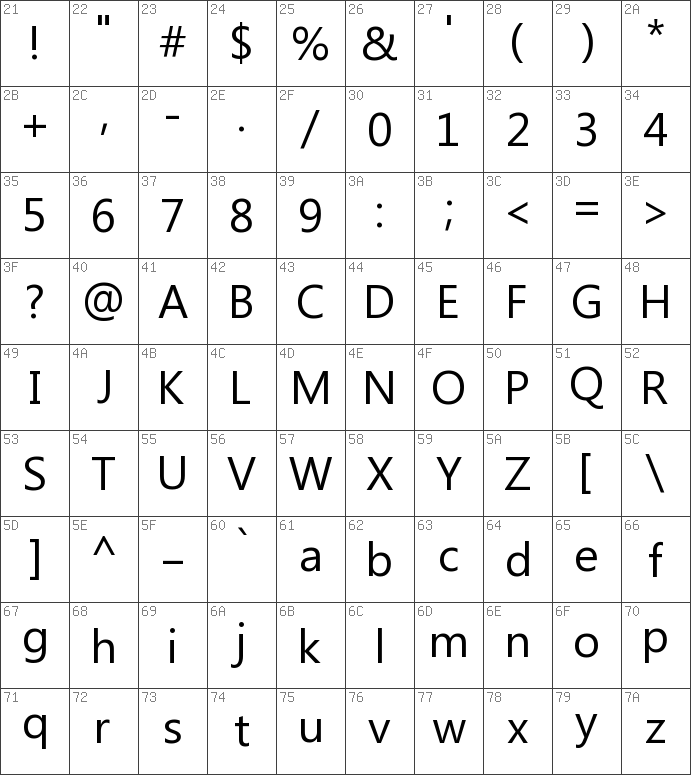 21 22 23 24 25 26 27 28 29 2A
! " # $ % & ' ( ) *
2B 2C 2D 2E 2F 30 31 32 33 34
+ , - . / 0 1 2 3 4
35 36 37 38 39 3A 3B 3C 3D 3E
5 6 7 8 9 : ; < = >
3F 40 41 42 43 44 45 46 47 48
? @ A B C D E F G H
49 4A 4B 4C 4D 4E 4F 50 51 52
I J K L M N O P Q R
53 54 55 56 57 58 59 5A 5B 5C
S T U V W X Y Z [ \
5D 5E 5F 60 61 62 63 64 65 66
] ^ _ ` a b c d e f
67 68 69 6A 6B 6C 6D 6E 6F 70
g h i j k l m n o p
71 72 73 74 75 76 77 78 79 7A
q r s t u v w x y z